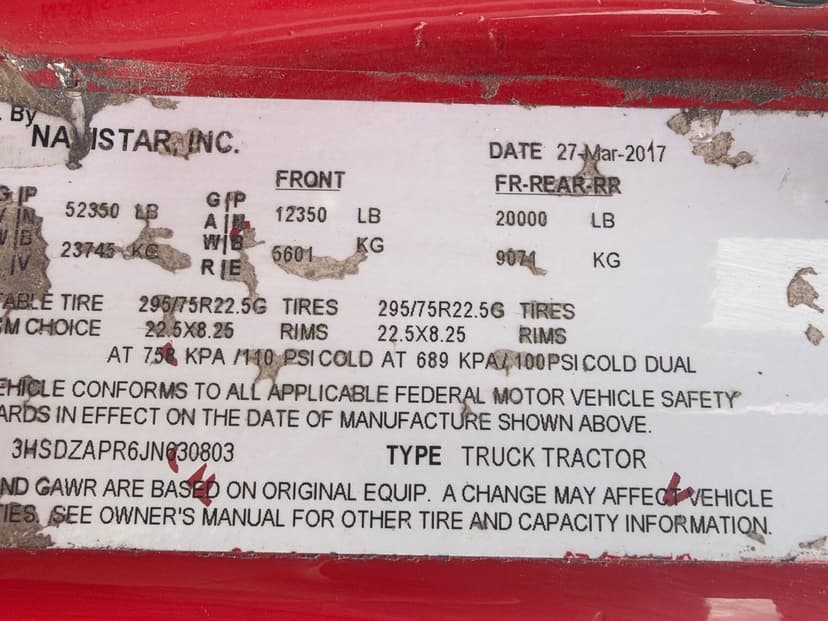 . By
NAVISTAR, INC.
DATE 27-Mar-2017
FRONT FR-REAR-RR
G P 52350 LB G P 12350 LB 20000 LB
V IN A IN
W B 23745 KG W B 5601 KG 9071 KG
IV R E
ABLE TIRE 295/75R22.5G TIRES 295/75R22.5G TIRES
M CHOICE 22.5X8.25 RIMS 22.5X8.25 RIMS
AT 758 KPA /110 PSI COLD AT 689 KPA/ 100PSI COLD DUAL
EHICLE CONFORMS TO ALL APPLICABLE FEDERAL MOTOR VEHICLE SAFETY
ARDS IN EFFECT ON THE DATE OF MANUFACTURE SHOWN ABOVE.
3HSDZAPR6JN630803 TYPE TRUCK TRACTOR
ND GAWR ARE BASED ON ORIGINAL EQUIP. A CHANGE MAY AFFECT VEHICLE
TIES. SEE OWNER'S MANUAL FOR OTHER TIRE AND CAPACITY INFORMATION.